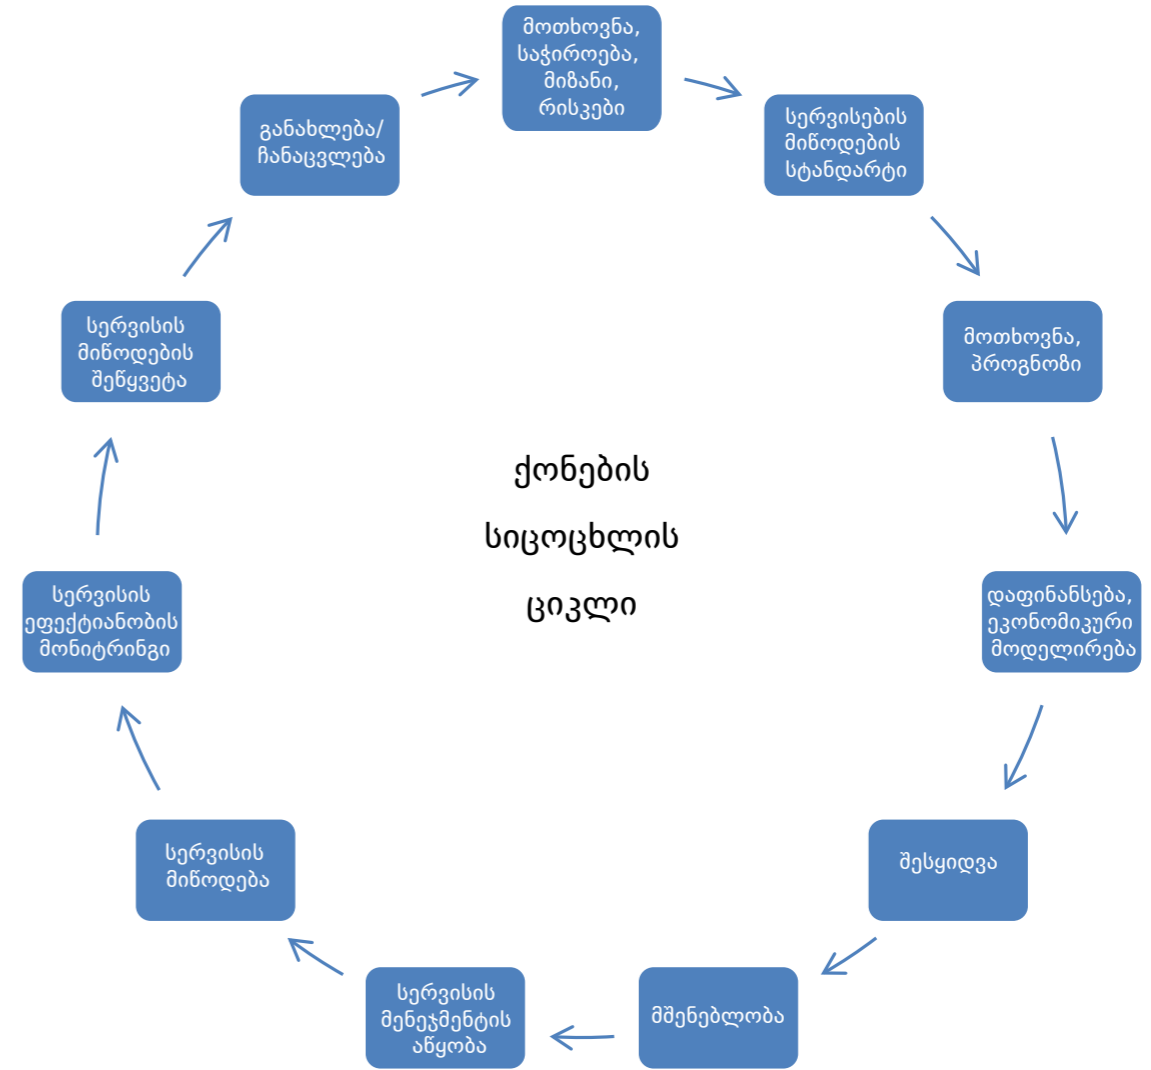 მოთხოვნა,
საჭიროება,
მიზანი,
რისკები
სერვისების
მიწოდების
სტანდარტი
მოთხოვნა,
პროგნოზი
დაფინანსება,
ეკონომიკური
მოდელირება
შესყიდვა
მშენებლობა
სერვისის
მენეჯმენტის
აწყობა
სერვისის
მიწოდება
სერვისის
ეფექტიანობის
მონიტრინგი
სერვისის
მიწოდების
შეწყვეტა
განახლება/
ჩანაცვლება
ქონების
სიცოცხლის
ციკლი